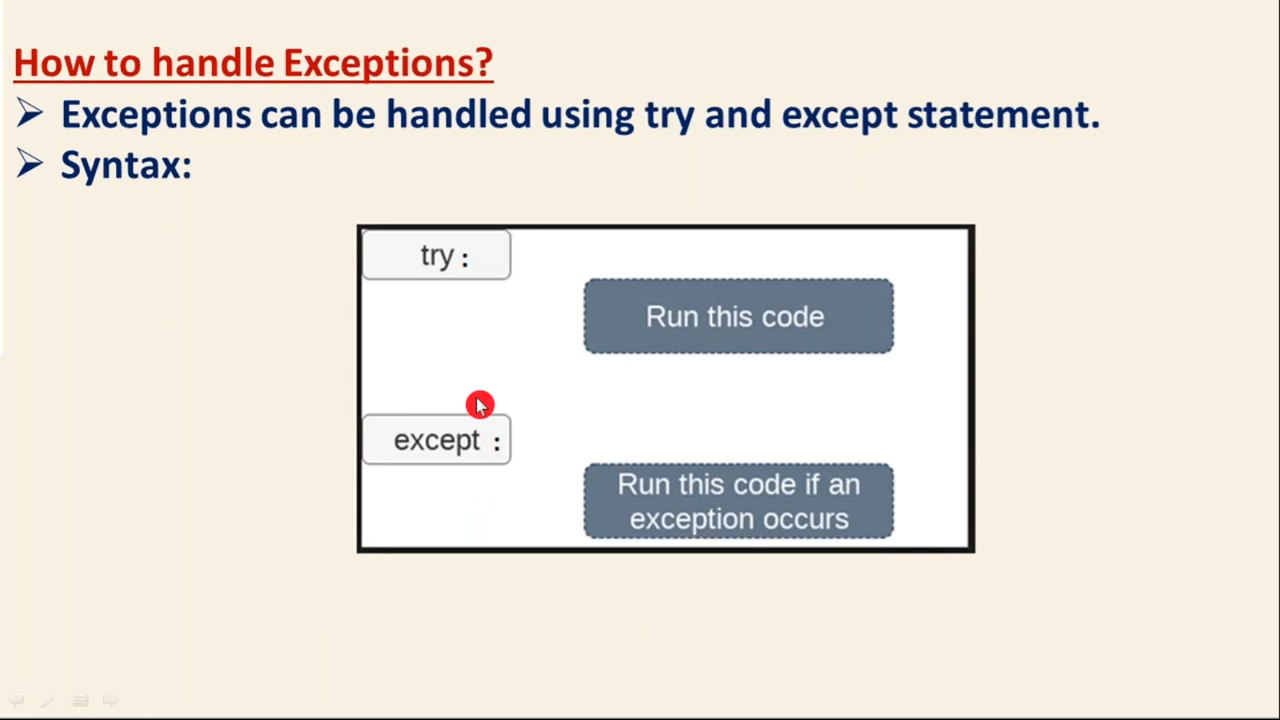 How to handle Exceptions?
➢ Exceptions can be handled using try and except statement.
➢ Syntax:
try :
Run this code
except :
Run this code if an
exception occurs